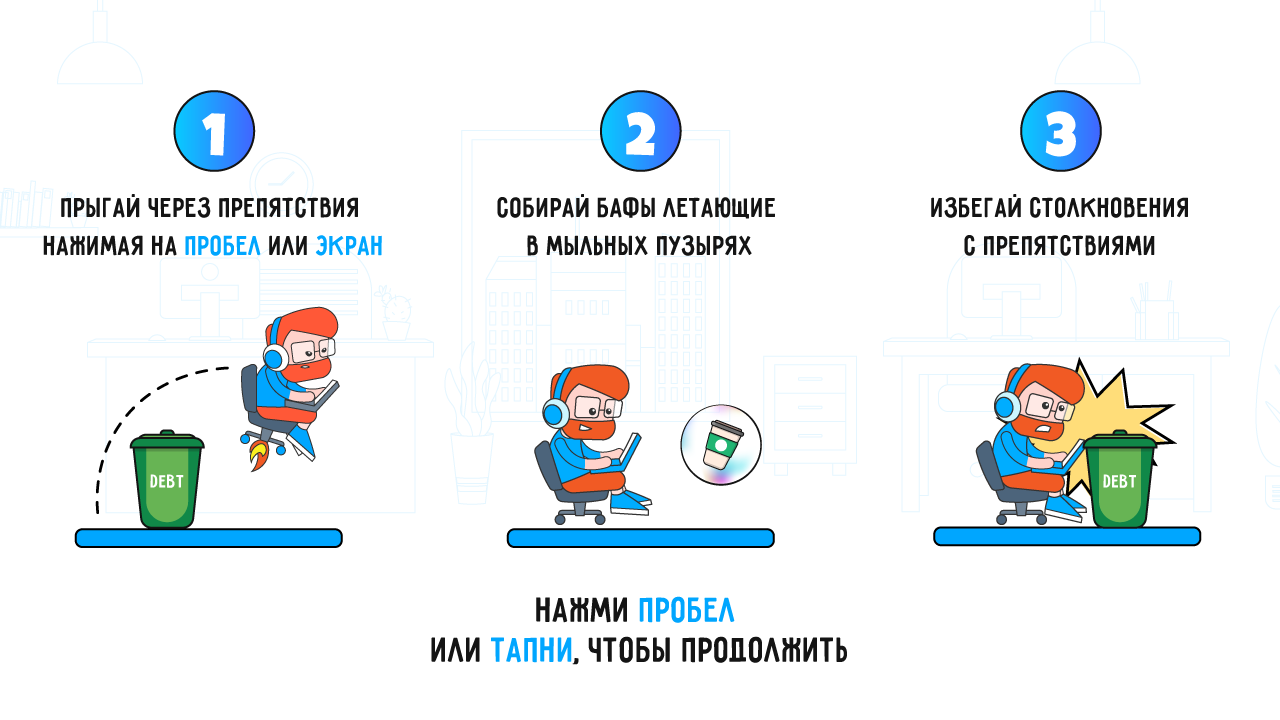 1
ПРЫГАЙ ЧЕРЕЗ ПРЕПЯТСТВИЯ
НАЖИМАЯ НА ПРОБЕЛ ИЛИ ЭКРАН
DEBT
2
СОБИРАЙ БАФЫ ЛЕТАЮЩИЕ
В МЫЛЬНЫХ ПУЗЫРЯХ
3
ИЗБЕГАЙ СТОЛКНОВЕНИЯ
С ПРЕПЯТСТВИЯМИ
DEBT
НАЖМИ ПРОБЕЛ
ИЛИ ТАПНИ, ЧТОБЫ ПРОДОЛЖИТЬ